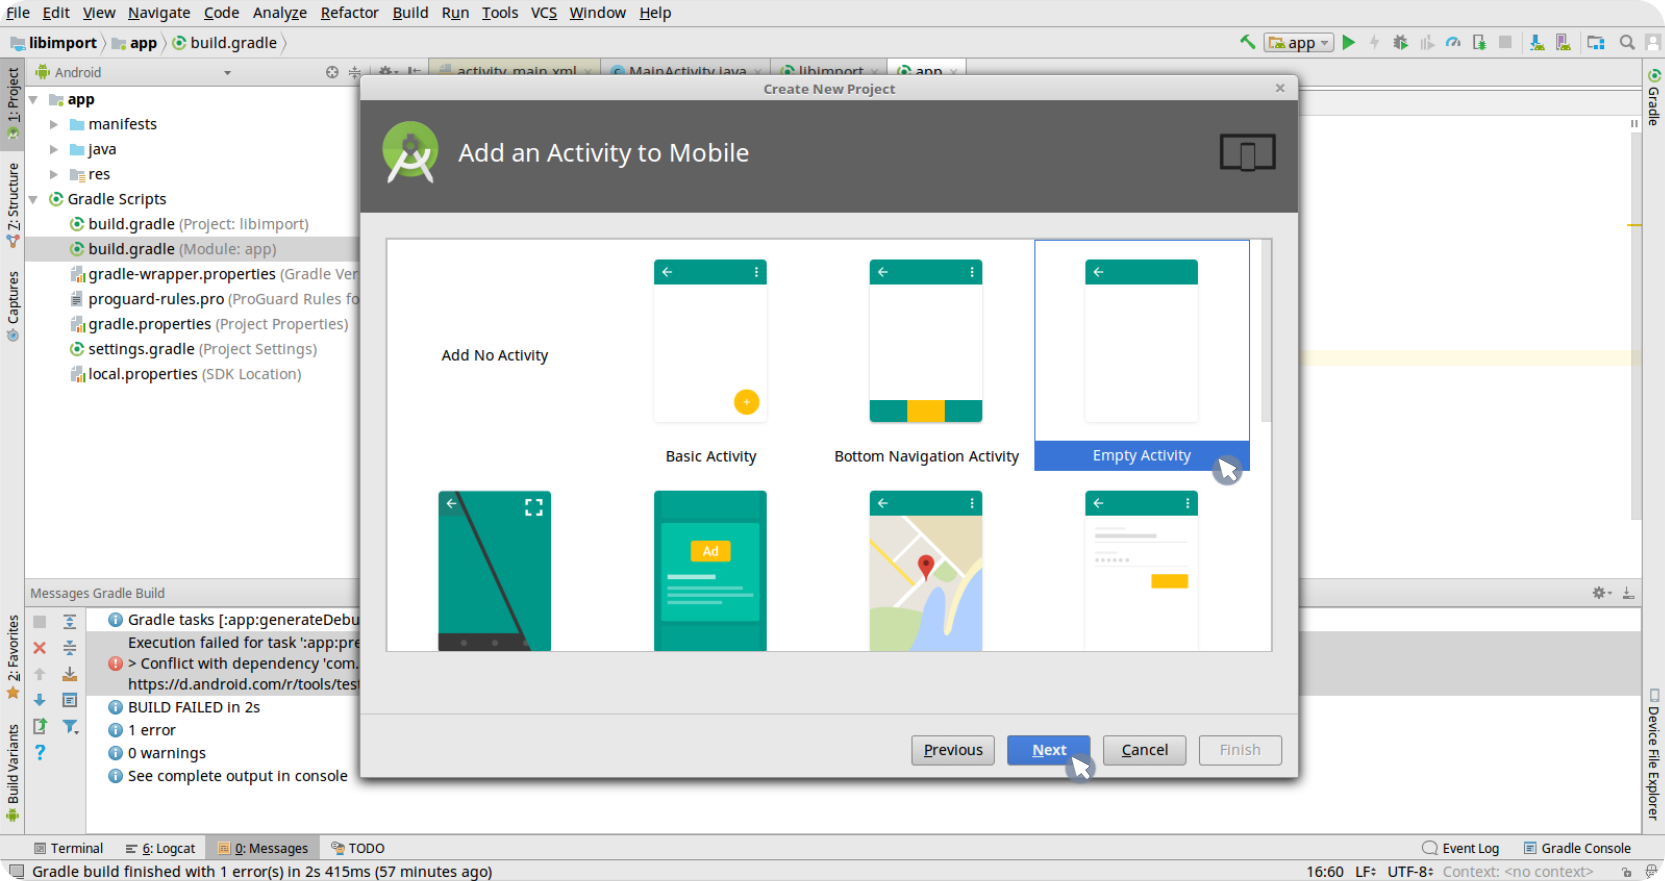 File Edit View Navigate Code Analyze Refactor Build Run Tools VCS Window Help
libimport app build.gradle app
1: Project
Android
activity_main.xml MainActivity.java libimport app
Create New Project
Gradle
app
manifests
java
res
Gradle Scripts
build.gradle (Project: libimport)
build.gradle (Module: app)
gradle-wrapper.properties (Gradle Ver
proguard-rules.pro (ProGuard Rules fo
gradle.properties (Project Properties)
settings.gradle (Project Settings)
local.properties (SDK Location)
Z: Structure
Captures
Add an Activity to Mobile
Add No Activity
Basic Activity
Bottom Navigation Activity
Empty Activity
Ad
Previous Next Cancel Finish
Messages Gradle Build
2: Favorites
Build Variants
Gradle tasks [:app:generateDebu
Execution failed for task ':app:pre
> Conflict with dependency 'com.
https://d.android.com/r/tools/test
BUILD FAILED in 2s
1 error
0 warnings
See complete output in console
Device File Explorer
Terminal 6: Logcat 0: Messages TODO Event Log Gradle Console
Gradle build finished with 1 error(s) in 2s 415ms (57 minutes ago) 16:60 LF÷ UTF-8÷ Context: <no context>